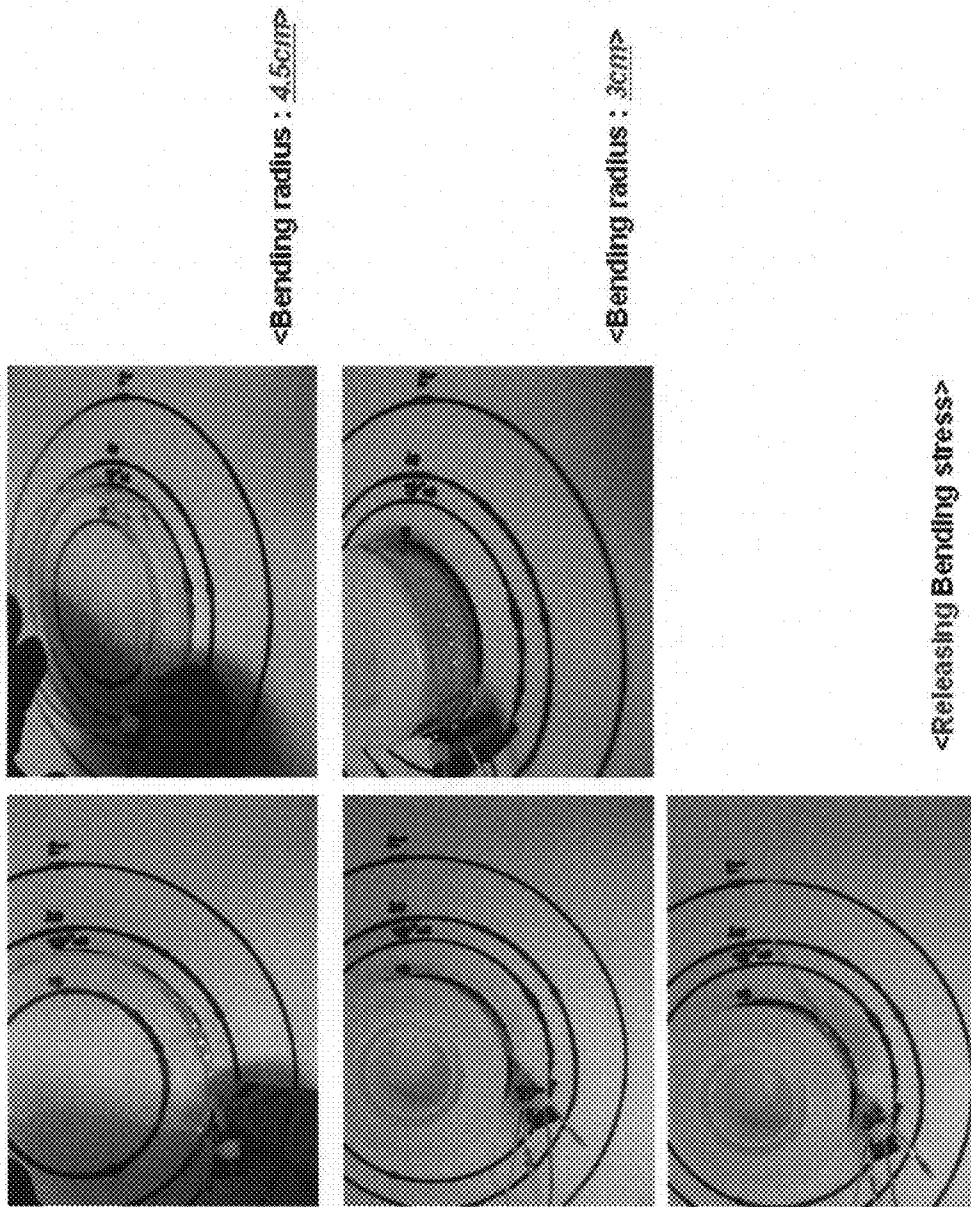 <Bending radius : 4.5cm>
<Bending radius : 3cm>
<Releasing Bending stress>